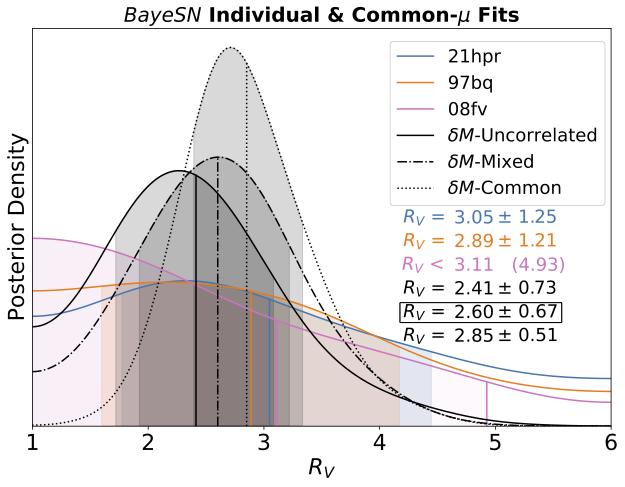 BayeSN Individual & Common-μ Fits
Posterior Density
21hpr
97bq
08fv
δM-Uncorrelated
δM-Mixed
δM-Common
R_V = 3.05 ± 1.25
R_V = 2.89 ± 1.21
R_V < 3.11 (4.93)
R_V = 2.41 ± 0.73
R_V = 2.60 ± 0.67
R_V = 2.85 ± 0.51
1 2 3 4 5 6
R_V